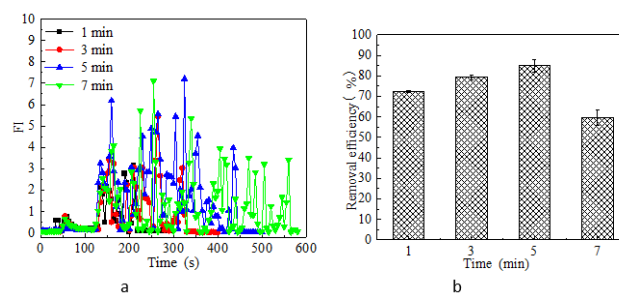 10
9
8
7
6
5
4
3
2
1
0
FI
1 min
3 min
5 min
7 min
0 100 200 300 400 500 600
Time (s)
a
100
90
80
70
60
50
40
30
20
10
0
Removal efficiency( %)
1 3 5 7
Time (min)
b